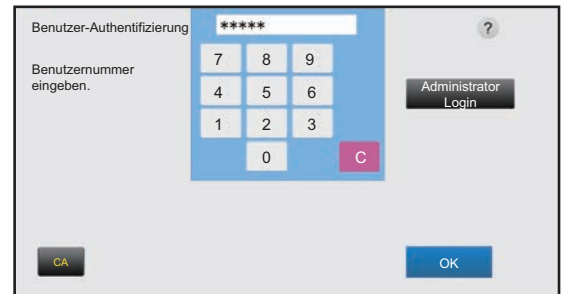 Benutzer-Authentifizierung
*****
?
Benutzernummer
eingeben.
7 8 9
4 5 6
1 2 3
0 C
Administrator
Login
CA
OK